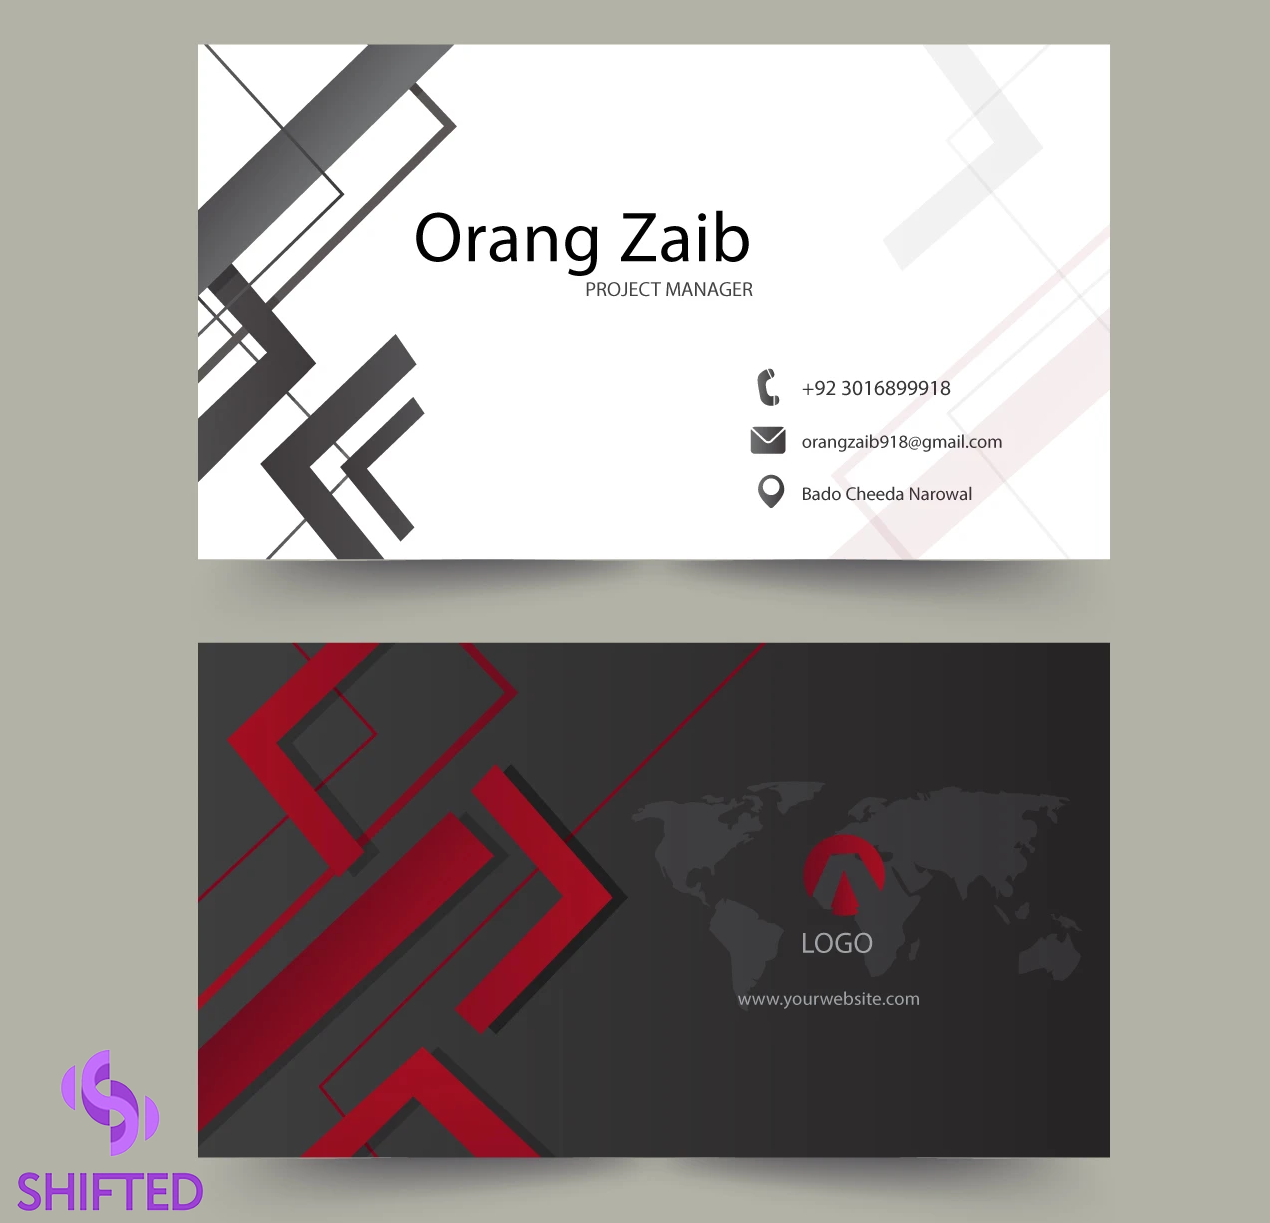 Orang Zaib
PROJECT MANAGER
+92 3016899918
orangzaib918@gmail.com
Bado Cheeda Narowal
LOGO
www.yourwebsite.com
SHIFTED